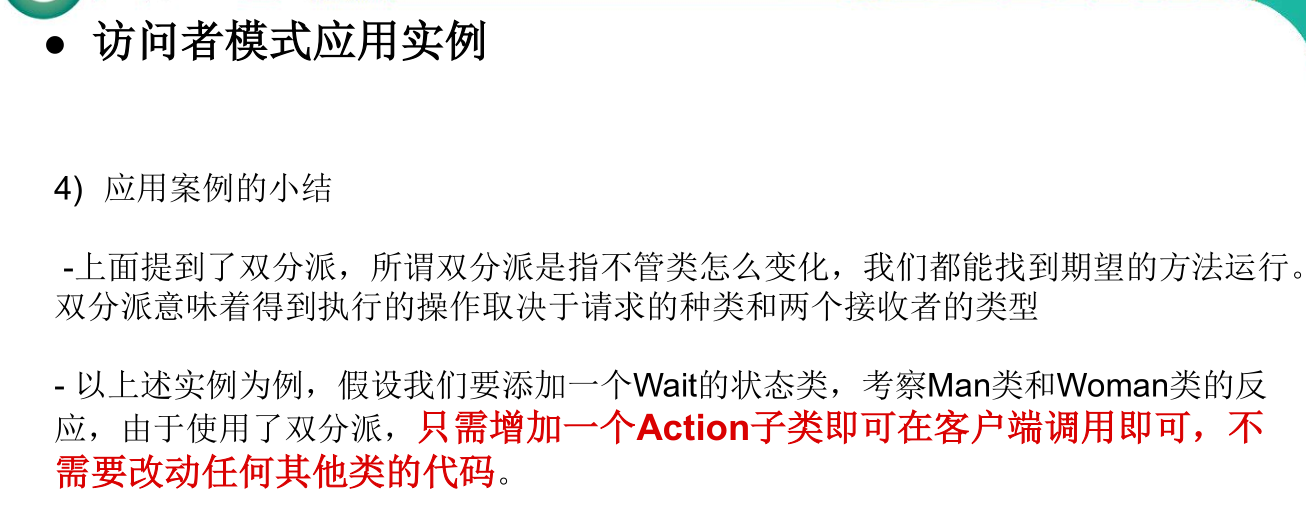 ● 访问者模式应用实例
4) 应用案例的小结
-上面提到了双分派，所谓双分派是指不管类怎么变化，我们都能找到期望的方法运行。
双分派意味着得到执行的操作取决于请求的种类和两个接收者的类型
- 以上述实例为例，假设我们要添加一个Wait的状态类，考察Man类和Woman类的反
应，由于使用了双分派，只需增加一个Action子类即可在客户端调用即可，不
需要改动任何其他类的代码。